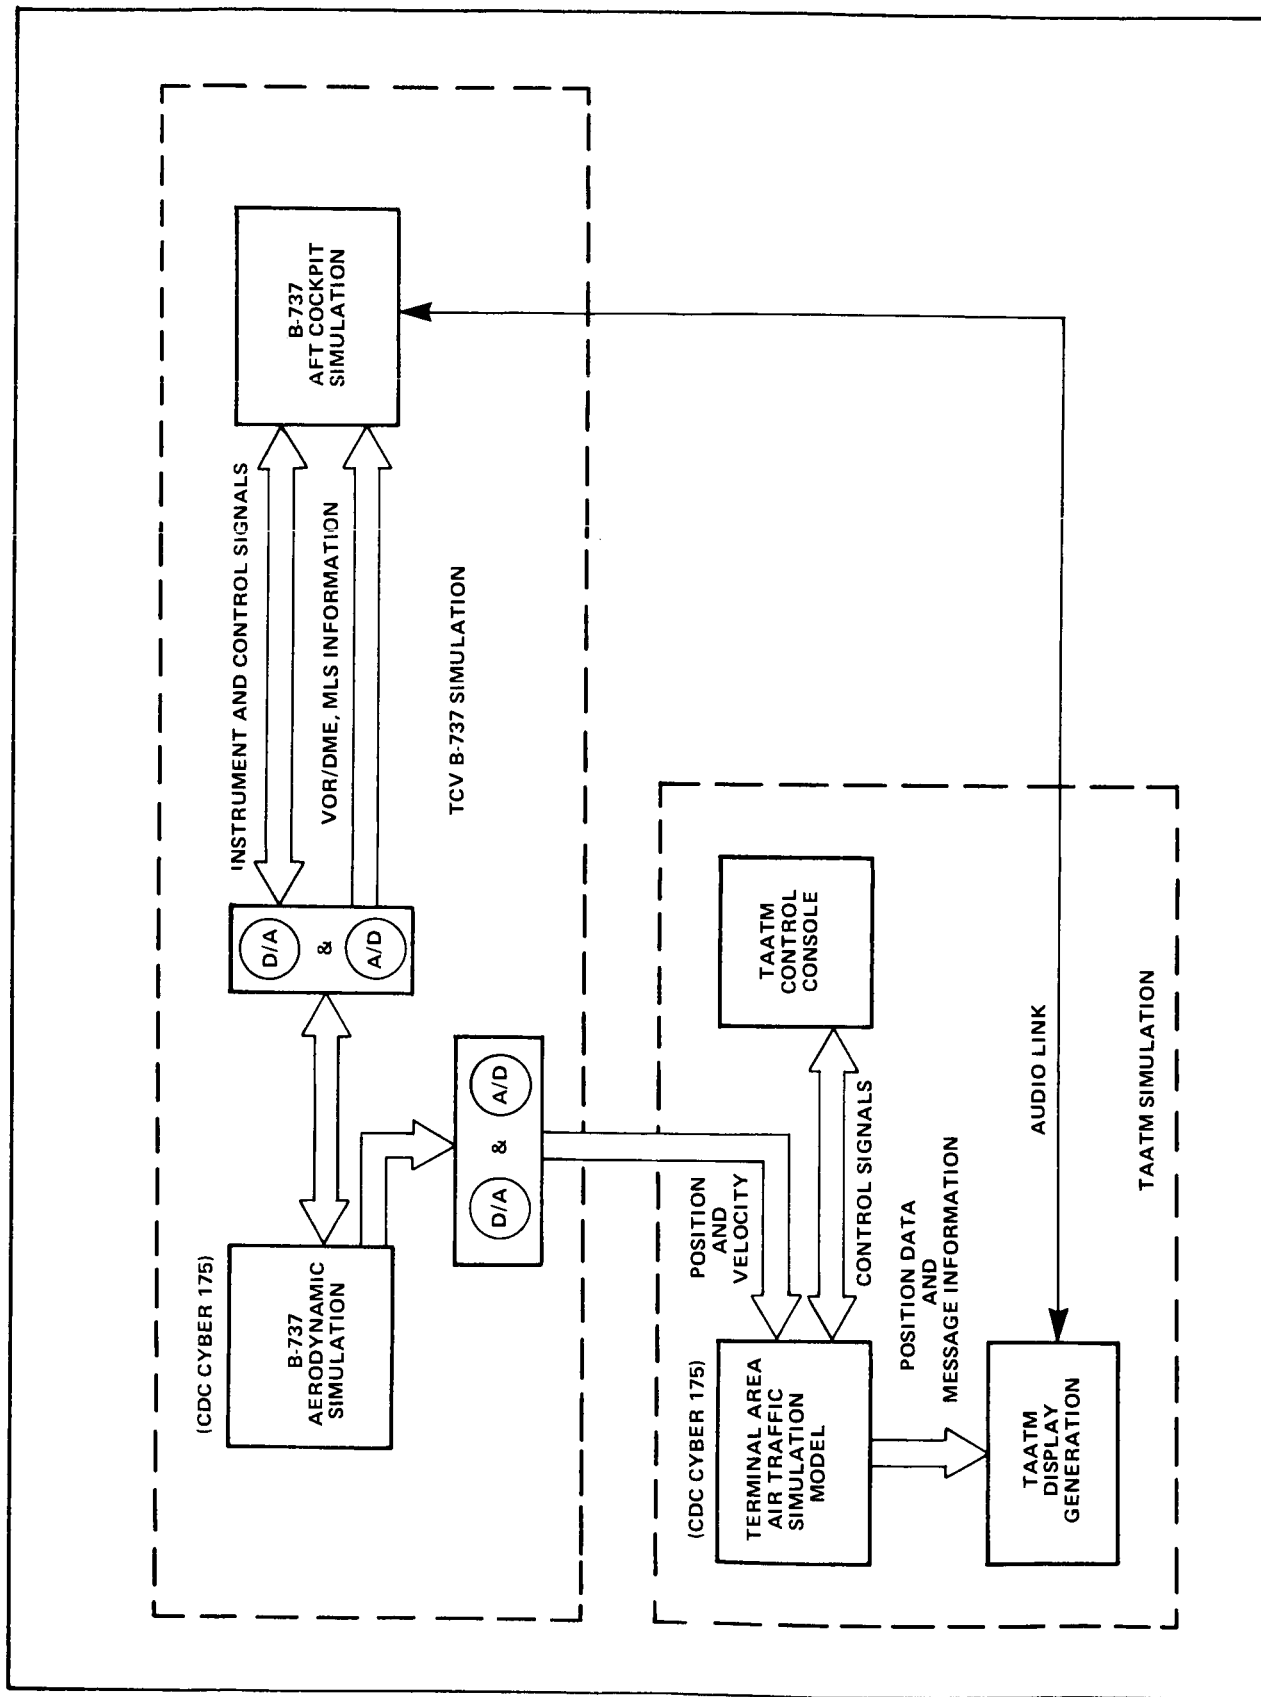 (CDC CYBER 175)
B-737
AERODYNAMIC
SIMULATION
D/A
&
A/D
INSTRUMENT AND CONTROL SIGNALS
VOR/DME, MLS INFORMATION
B-737
AFT COCKPIT
SIMULATION
D/A & A/D
TCV B-737 SIMULATION
POSITION
AND
VELOCITY
(CDC CYBER 175)
TERMINAL AREA
AIR TRAFFIC
SIMULATION
MODEL
CONTROL SIGNALS
TAATM
CONTROL
CONSOLE
POSITION DATA
AND
MESSAGE INFORMATION
TAATM
DISPLAY
GENERATION
AUDIO LINK
TAATM SIMULATION